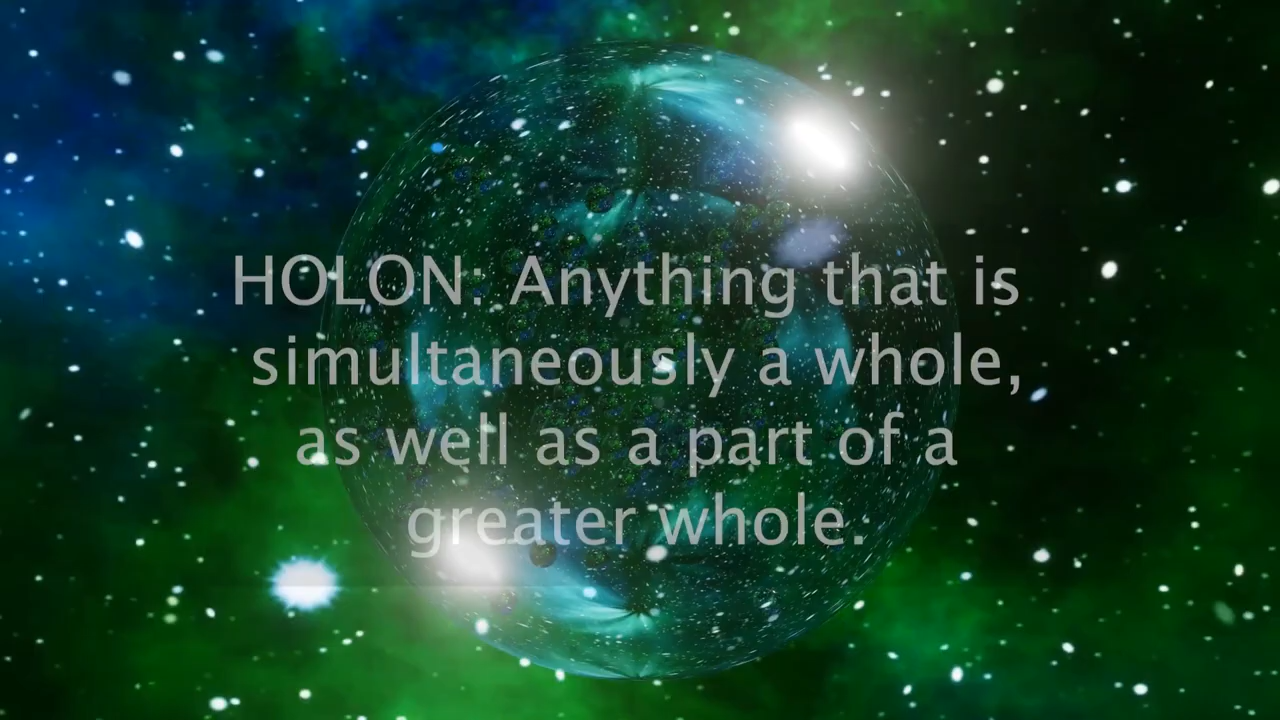 HOLON: Anything that is
simultaneously a whole,
as well as a part of a
greater whole.